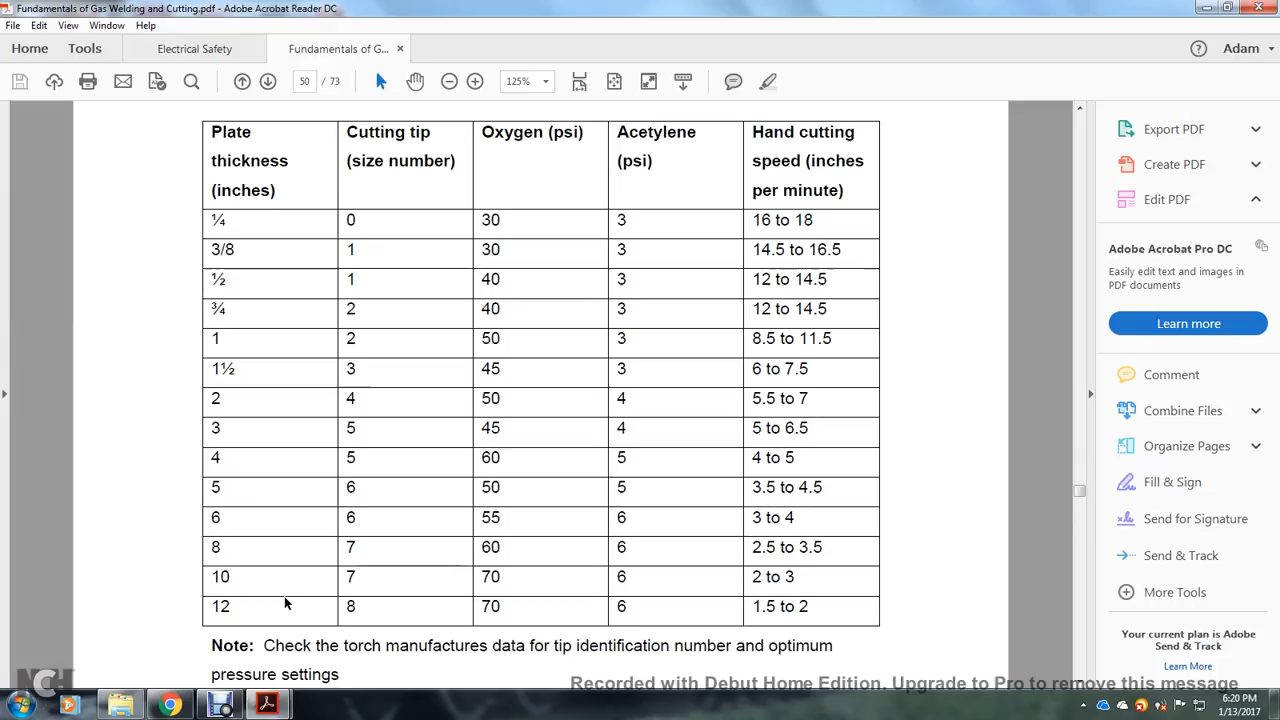 Fundamentals of Gas Welding and Cutting.pdf - Adobe Acrobat Reader DC
File Edit View Window Help
Home Tools Electrical Safety Fundamentals of G... × Adam
50 / 73 125%
Plate thickness (inches) Cutting tip (size number) Oxygen (psi) Acetylene (psi) Hand cutting speed (inches per minute)
¼ 0 30 3 16 to 18
3/8 1 30 3 14.5 to 16.5
½ 1 40 3 12 to 14.5
¾ 2 40 3 12 to 14.5
1 2 50 3 8.5 to 11.5
1½ 3 45 3 6 to 7.5
2 4 50 4 5.5 to 7
3 5 45 4 5 to 6.5
4 5 60 5 4 to 5
5 6 50 5 3.5 to 4.5
6 6 55 6 3 to 4
8 7 60 6 2.5 to 3.5
10 7 70 6 2 to 3
12 8 70 6 1.5 to 2
Note: Check the torch manufactures data for tip identification number and optimum
pressure settings
Export PDF
Create PDF
Edit PDF
Adobe Acrobat Pro DC
Easily edit text and images in
PDF documents
Learn more
Comment
Combine Files
Organize Pages
Fill & Sign
Send for Signature
Send & Track
More Tools
Your current plan is Adobe
Send & Track
Learn More
NCH
Recorded with Debut Home Edition. Upgrade to Pro to remove this message
6:20 PM
1/13/2017